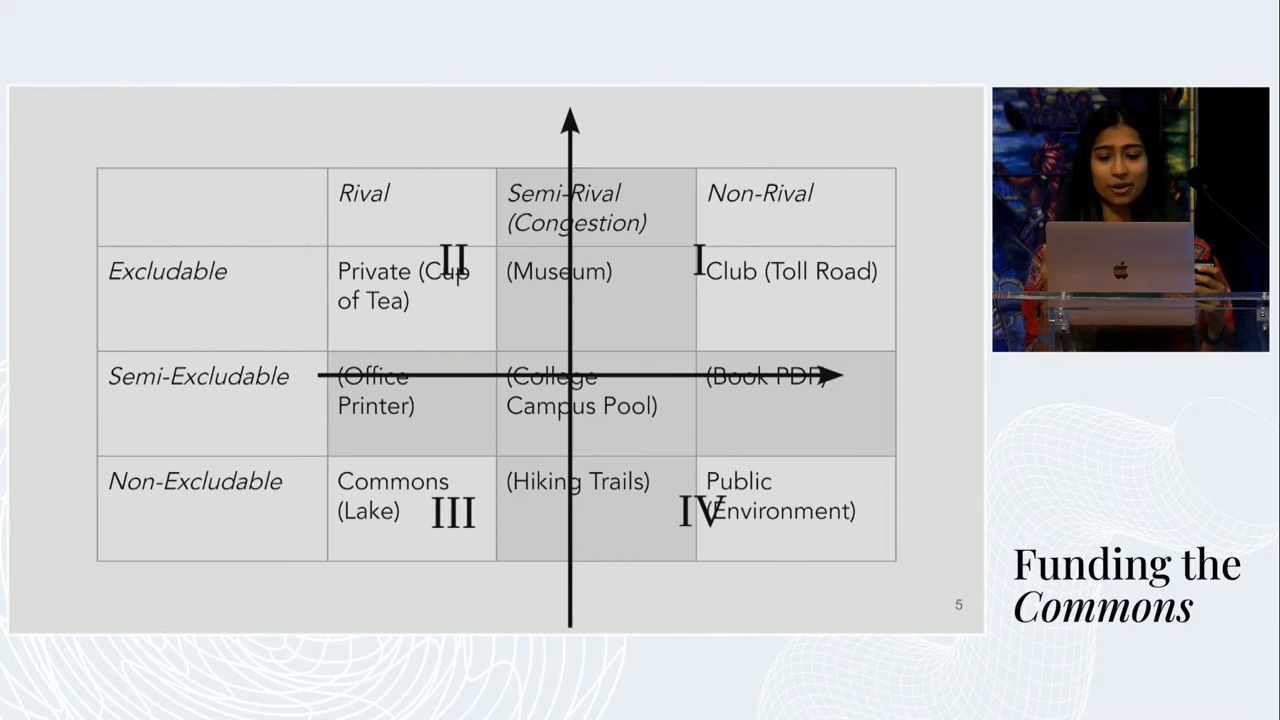 Rival
Semi-Rival
(Congestion)
Non-Rival
Excludable
Private (Cup
of Tea)
II
(Museum)
I
Club (Toll Road)
Semi-Excludable
(Office
Printer)
(College
Campus Pool)
(Book PDF)
Non-Excludable
Commons
(Lake)
III
(Hiking Trails)
IV
Public
(Environment)
5
Funding the
Commons